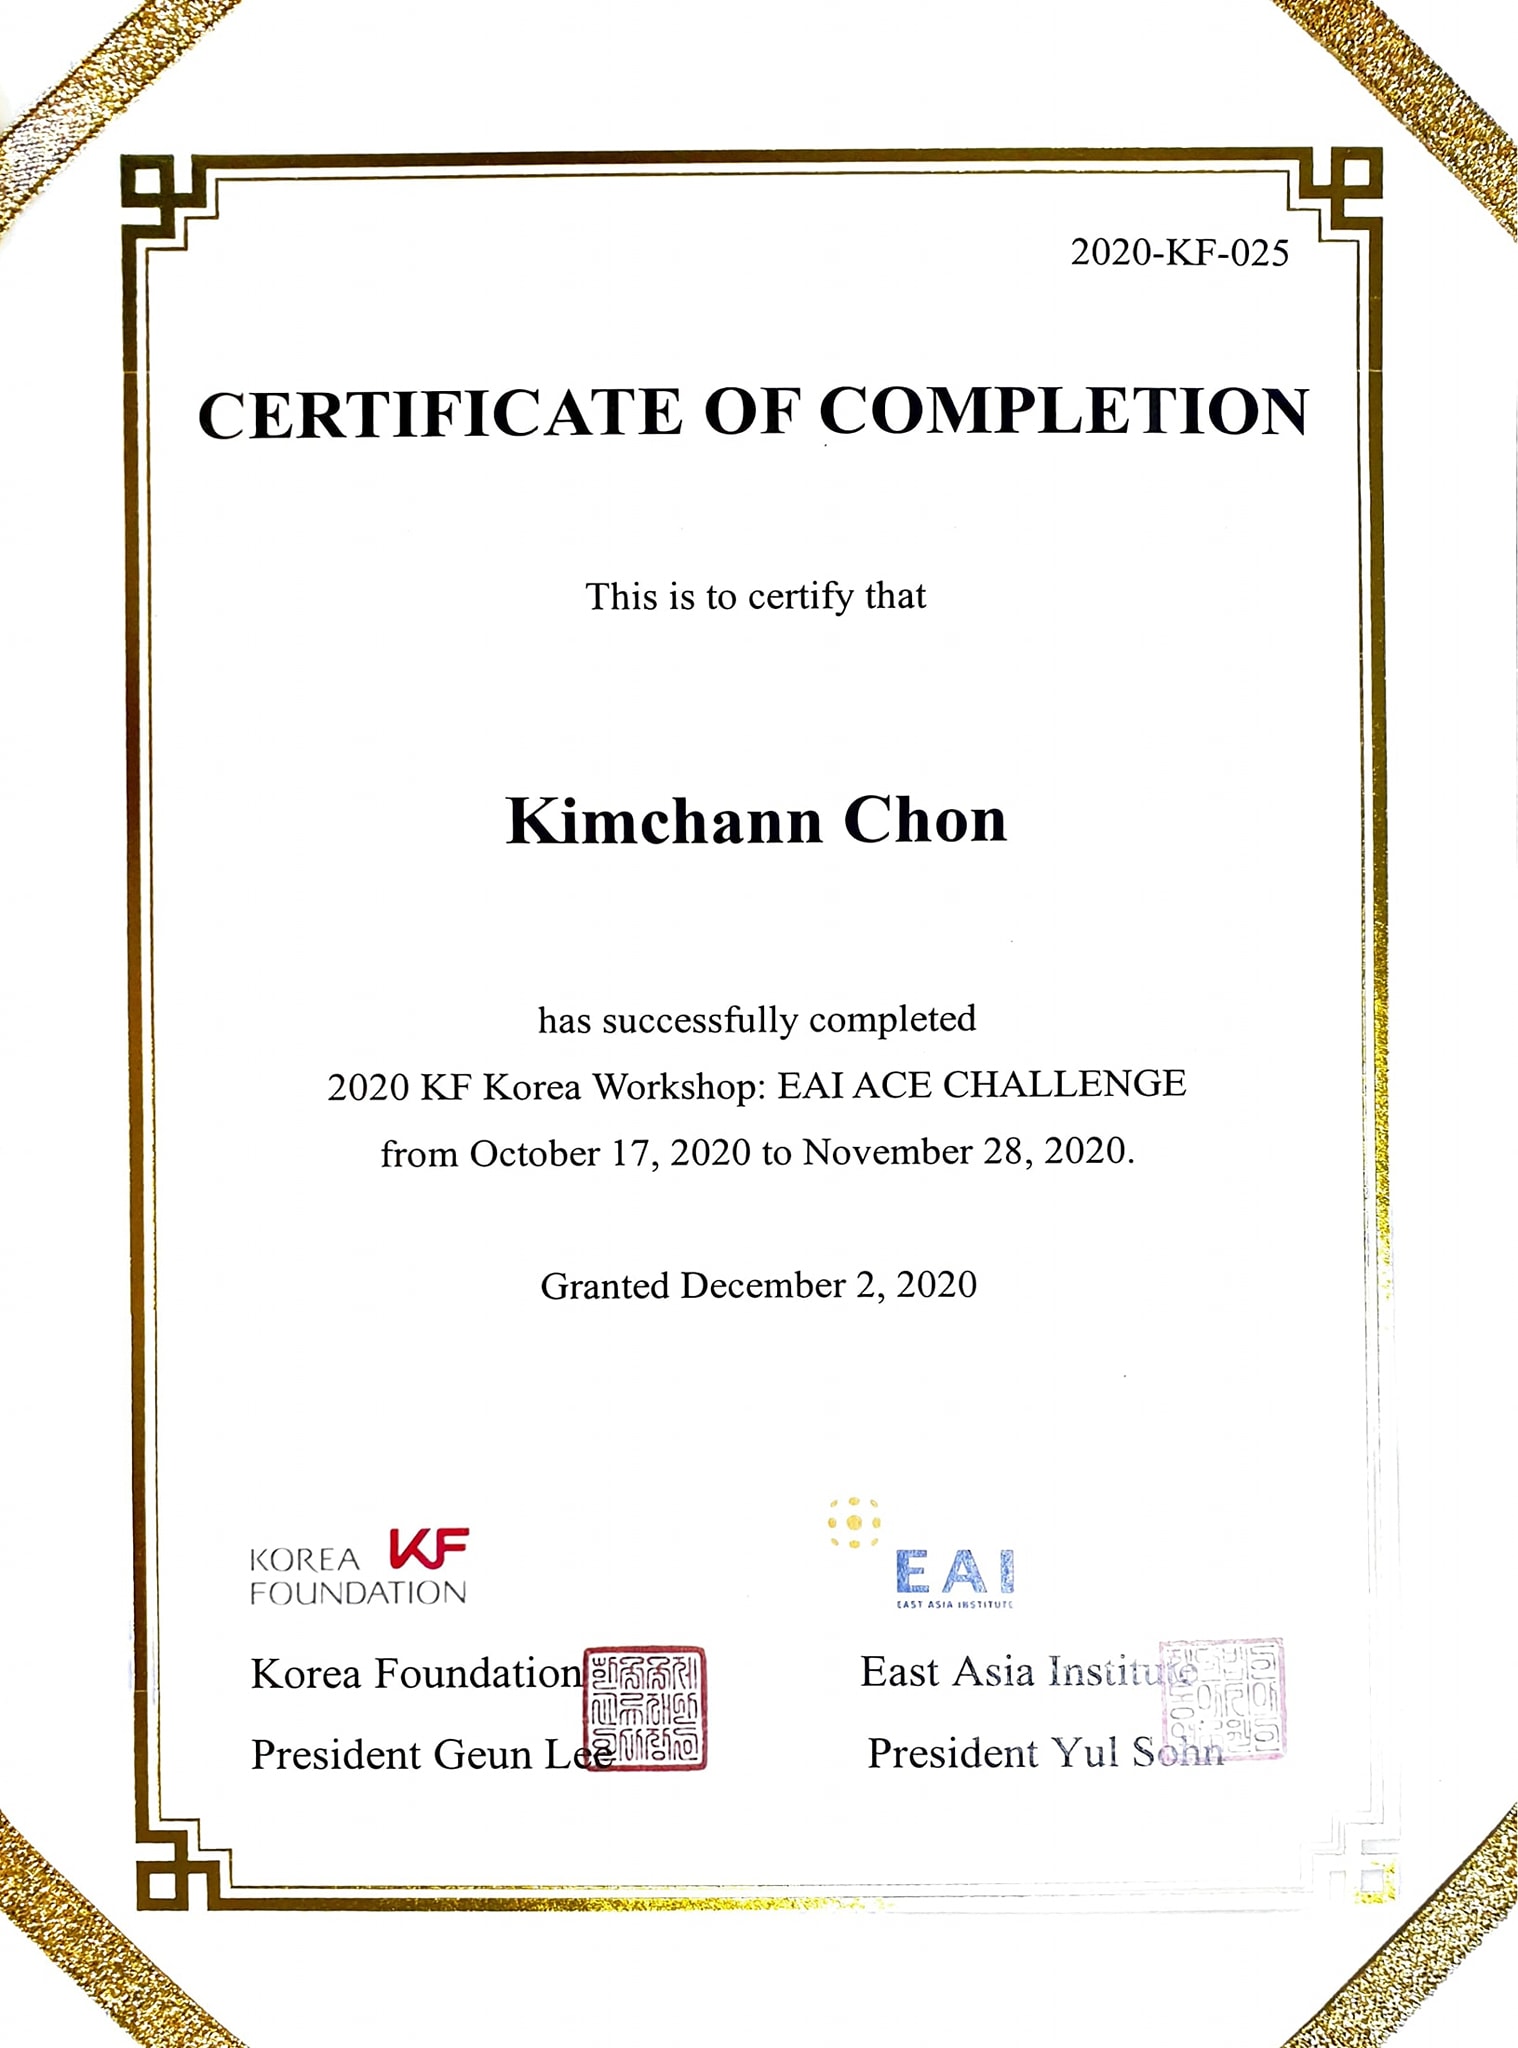 2020-KF-025
CERTIFICATE OF COMPLETION
This is to certify that
Kimchann Chon
has successfully completed
2020 KF Korea Workshop: EAI ACE CHALLENGE
from October 17, 2020 to November 28, 2020.
Granted December 2, 2020
KOREA KF
FOUNDATION
EAI
EAST ASIA INSTITUTE
Korea Foundation
President Geun Lee
East Asia Institute
President Yul Sohn